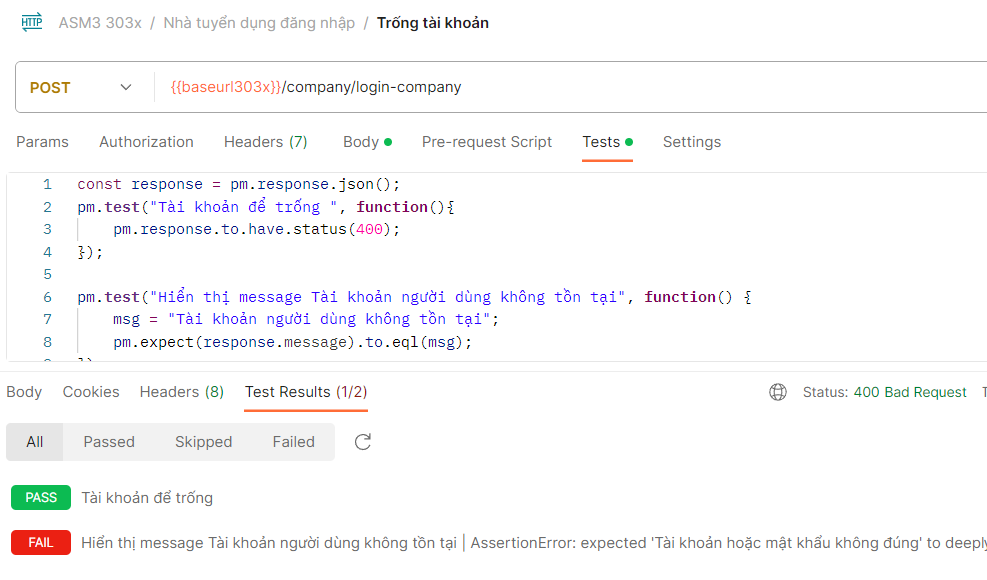 HTTP ASM3 303x / Nhà tuyển dụng đăng nhập / Trống tài khoản
POST {{baseurl303x}}/company/login-company
Params Authorization Headers (7) Body Pre-request Script Tests Settings
1 const response = pm.response.json();
2 pm.test("Tài khoản để trống ", function(){
3 pm.response.to.have.status(400);
4 });
5
6 pm.test("Hiển thị message Tài khoản người dùng không tồn tại", function() {
7 msg = "Tài khoản người dùng không tồn tại";
8 pm.expect(response.message).to.eql(msg);
Body Cookies Headers (8) Test Results (1/2) Status: 400 Bad Request
All Passed Skipped Failed
PASS Tài khoản để trống
FAIL Hiển thị message Tài khoản người dùng không tồn tại | AssertionError: expected 'Tài khoản hoặc mật khẩu không đúng' to deeply